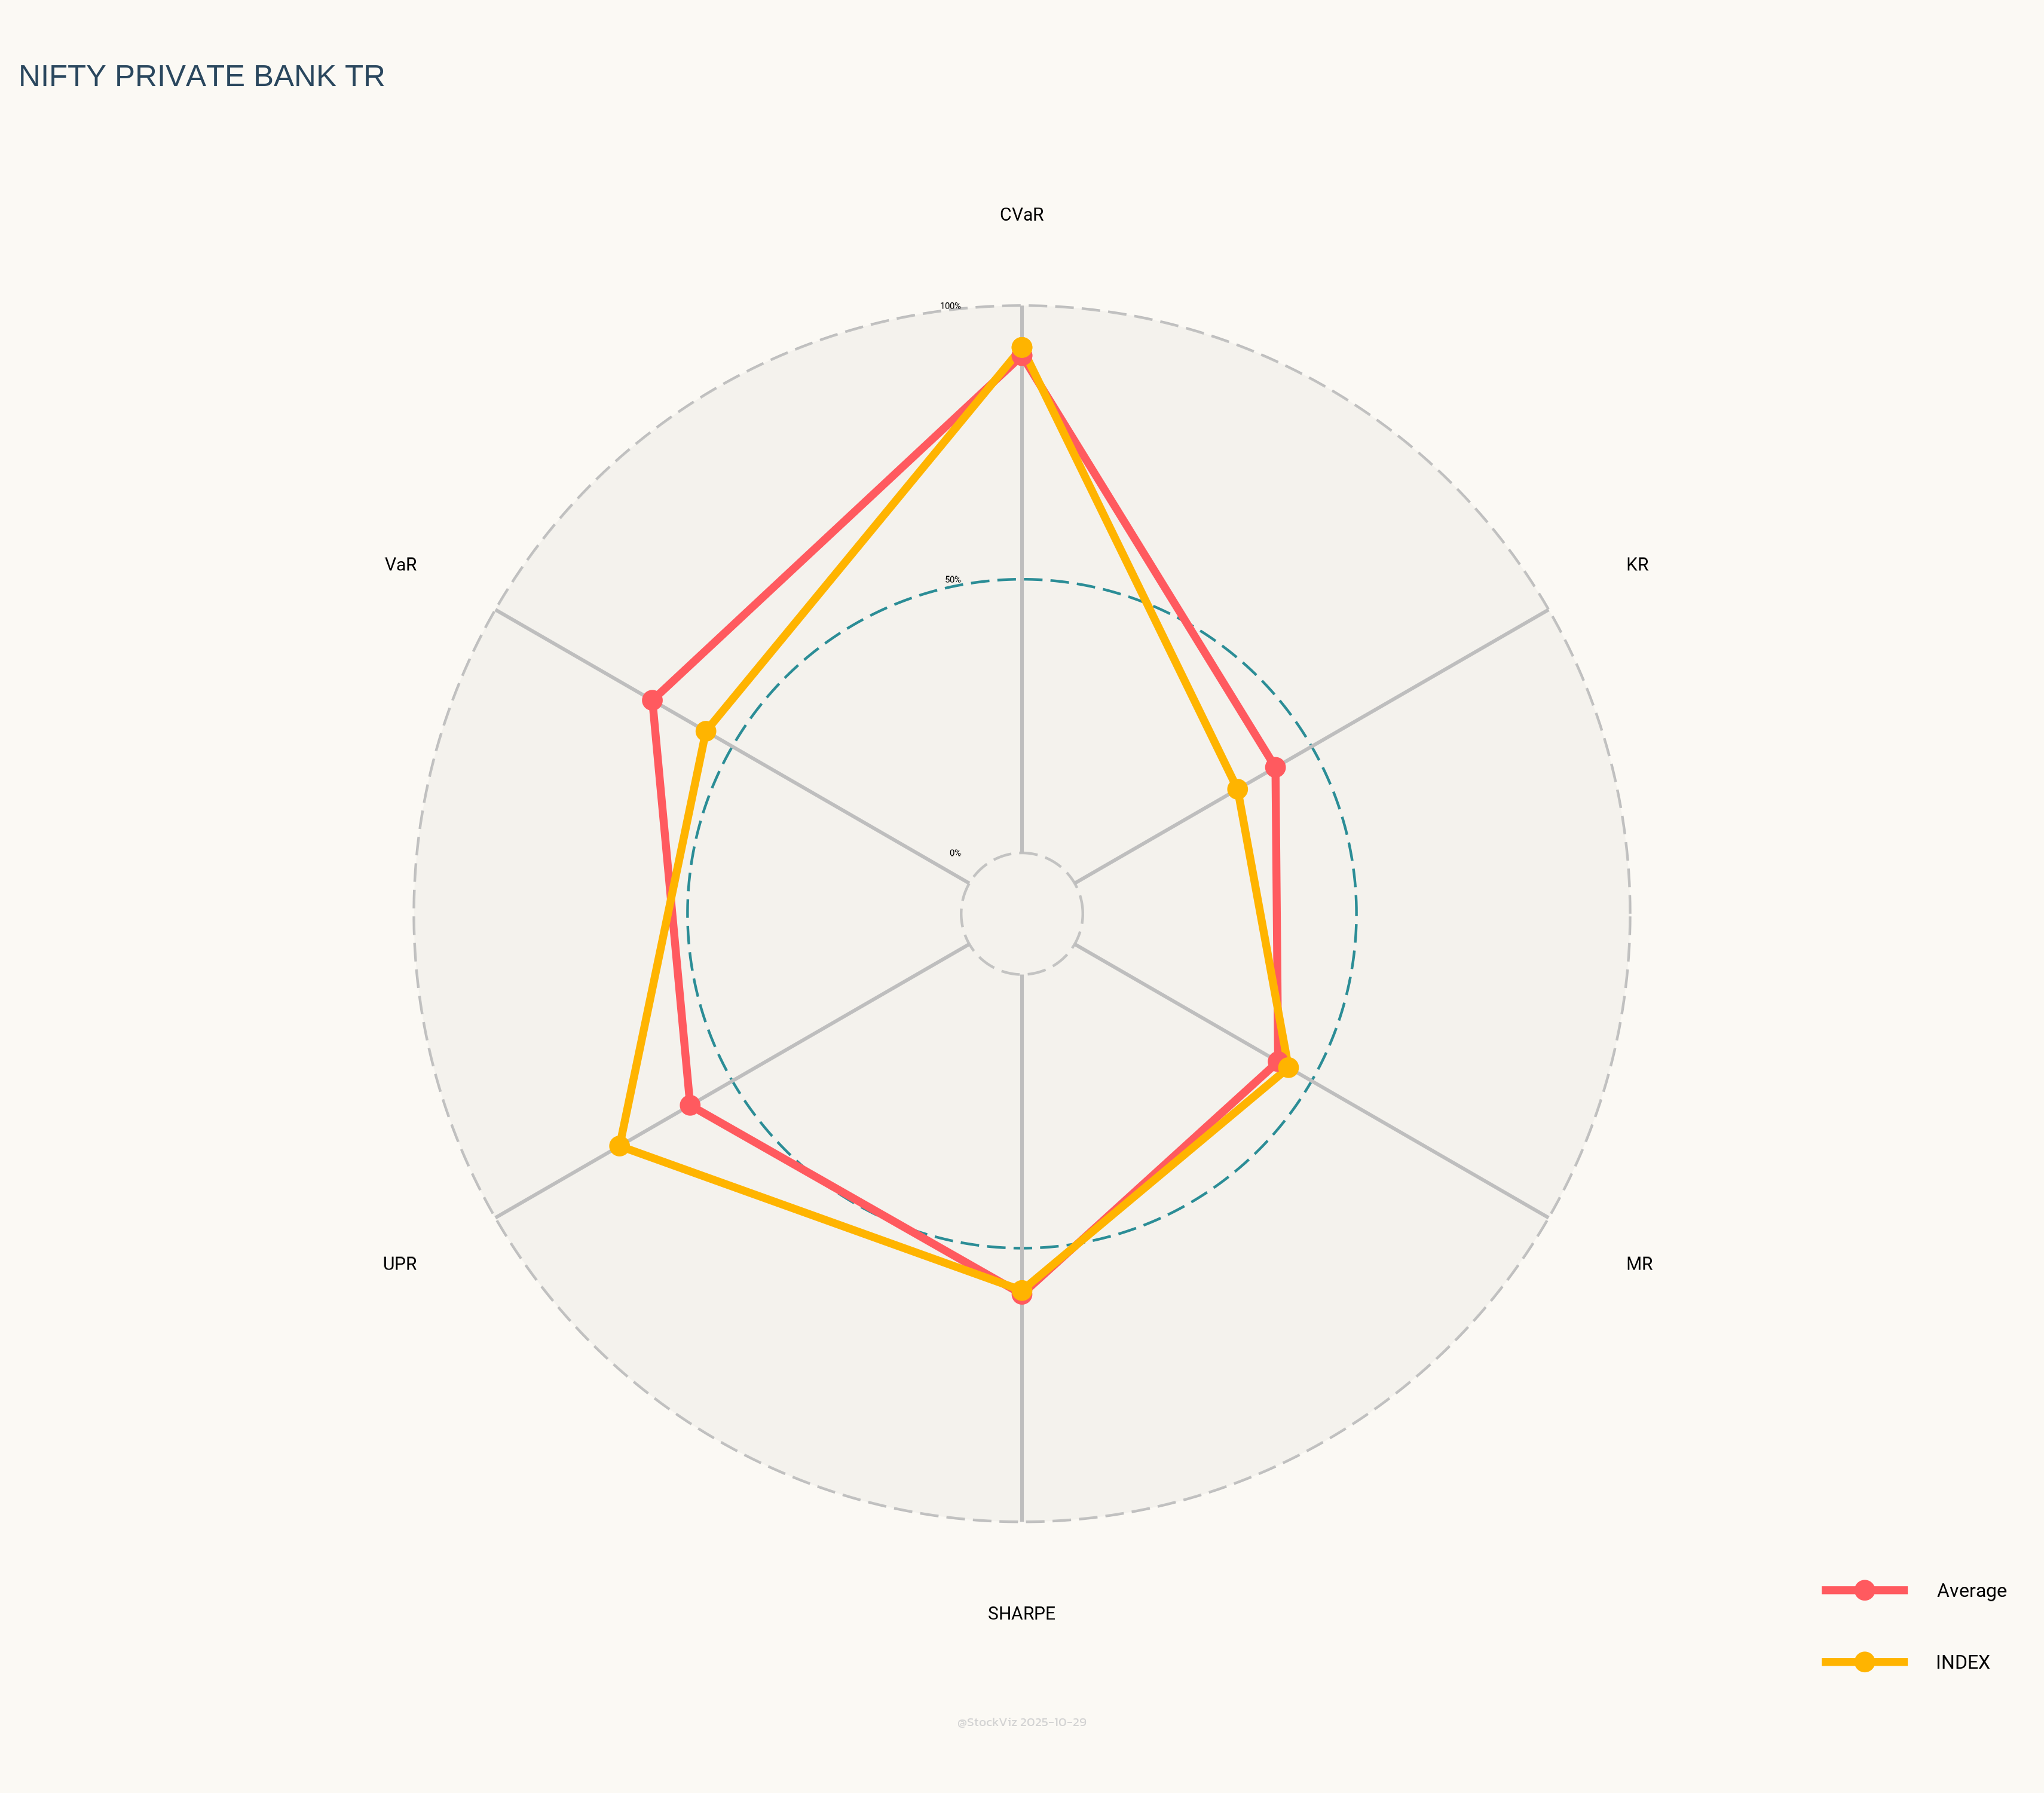 NIFTY PRIVATE BANK TR
CVaR
100%
VaR
KR
50%
0%
UPR
MR
SHARPE
Average
INDEX
@StockViz 2025-10-29